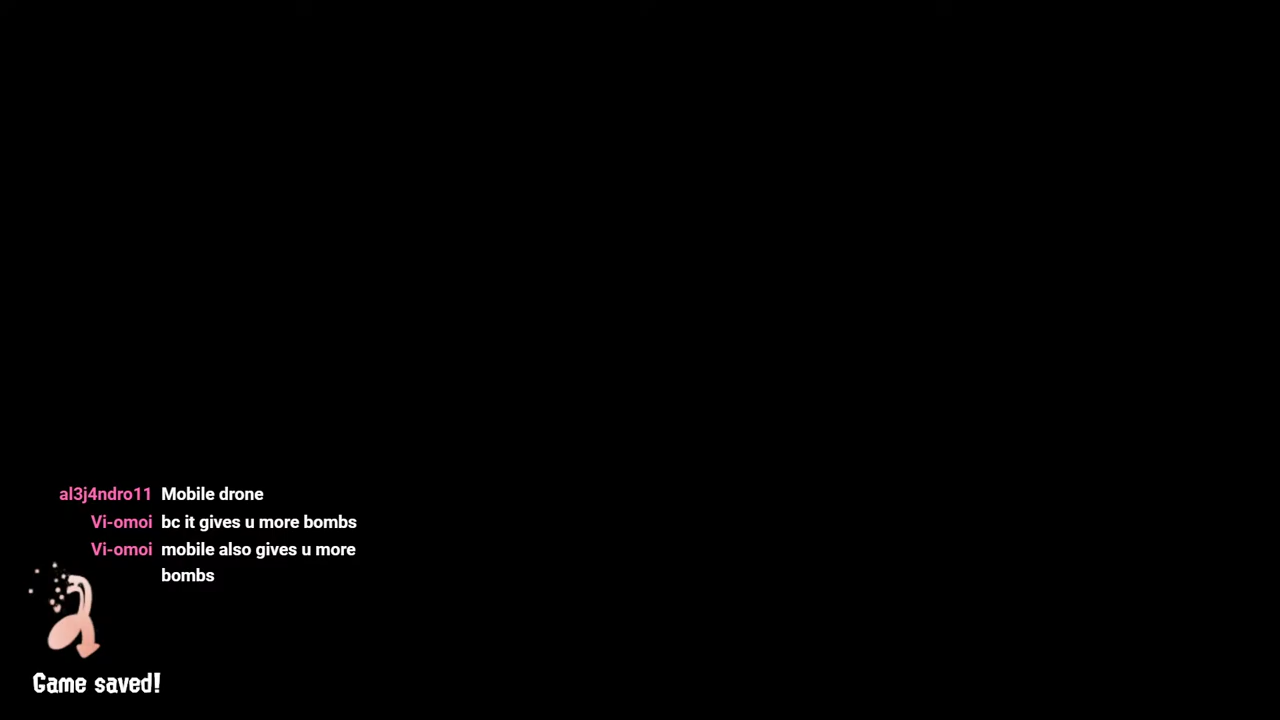 al3j4ndro11 Mobile drone
Vi-omoi bc it gives u more bombs
Vi-omoi mobile also gives u more
bombs
Game saved!